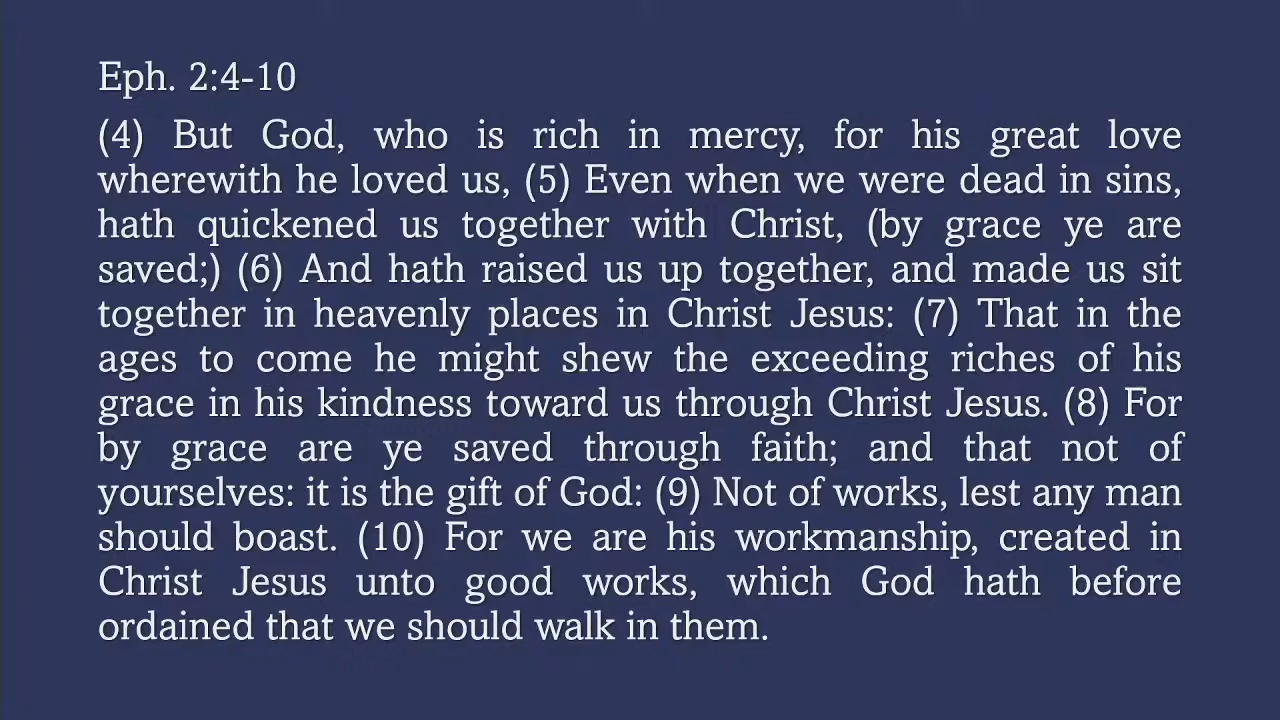 Eph. 2:4-10
(4) But God, who is rich in mercy, for his great love
wherewith he loved us, (5) Even when we were dead in sins,
hath quickened us together with Christ, (by grace ye are
saved;) (6) And hath raised us up together, and made us sit
together in heavenly places in Christ Jesus: (7) That in the
ages to come he might shew the exceeding riches of his
grace in his kindness toward us through Christ Jesus. (8) For
by grace are ye saved through faith; and that not of
yourselves: it is the gift of God: (9) Not of works, lest any man
should boast. (10) For we are his workmanship, created in
Christ Jesus unto good works, which God hath before
ordained that we should walk in them.